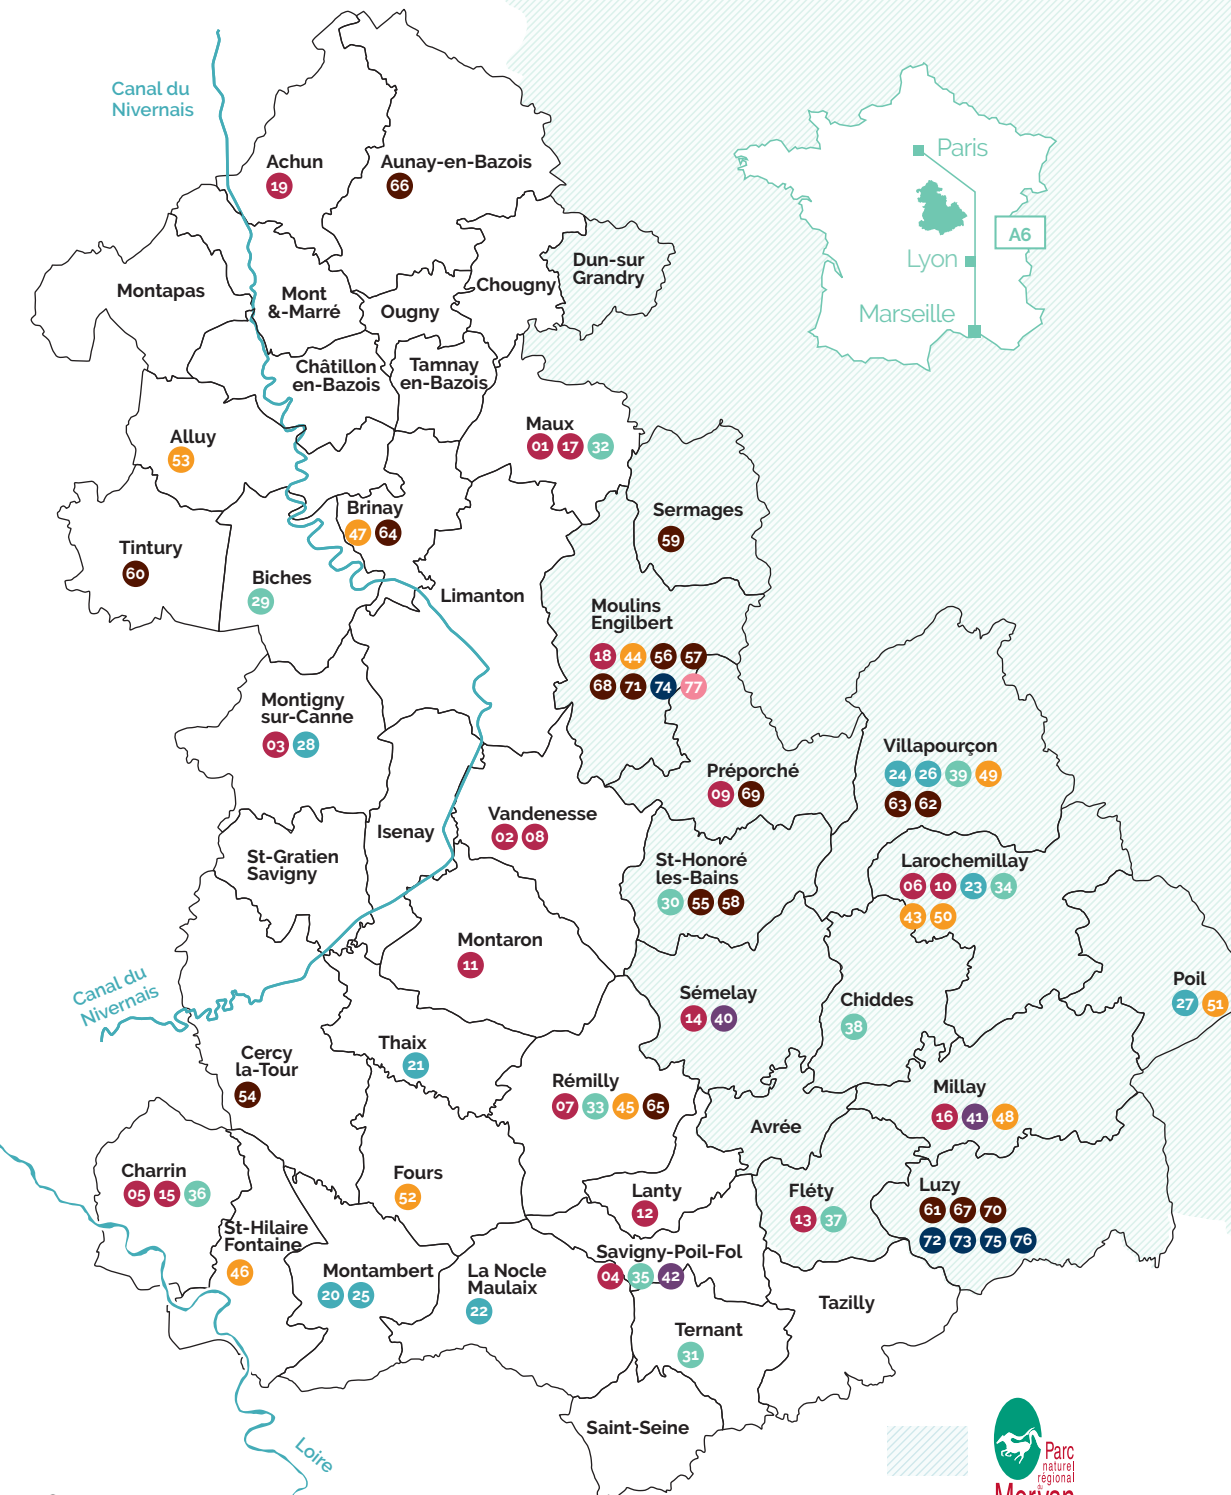 Canal du
Nivernais
Paris
A6
Lyon
Marseille
Achun
19
Aunay-en-Bazois
66
Dun-sur
Grandry
Chougny
Montapas
Mont
&-Marré
Ougny
Châtillon
en-Bazois
Tamnay
en-Bazois
Maux
01 17 32
Alluy
53
Brinay
47 64
Sermages
59
Tintury
60
Biches
29
Limanton
Moulins
Engilbert
18 44 56 57
68 71 74 77
Montigny
sur-Canne
03 28
Préporché
09 69
Villapourçon
24 26 39 49
63 62
Isenay
Vandenesse
02 08
St-Gratien
Savigny
St-Honoré
les-Bains
30 55 58
Larochemillay
06 10 23 34
43 50
Montaron
11
Canal du
Nivernais
Sémelay
14 40
Chiddes
38
Poil
27 51
Cercy
la-Tour
54
Thaix
21
Rémilly
07 33 45 65
Millay
16 41 48
Avrée
Charrin
05 15 36
Fours
52
Lanty
12
Fléty
13 37
Luzy
61 67 70
72 73 75 76
St-Hilaire
Fontaine
46
Montambert
20 25
La Nocle
Maulaix
22
Savigny-Poil-Fol
04 35 42
Tazilly
Ternant
31
Saint-Seine
Loire
Parc
naturel
régional
du
Morvan